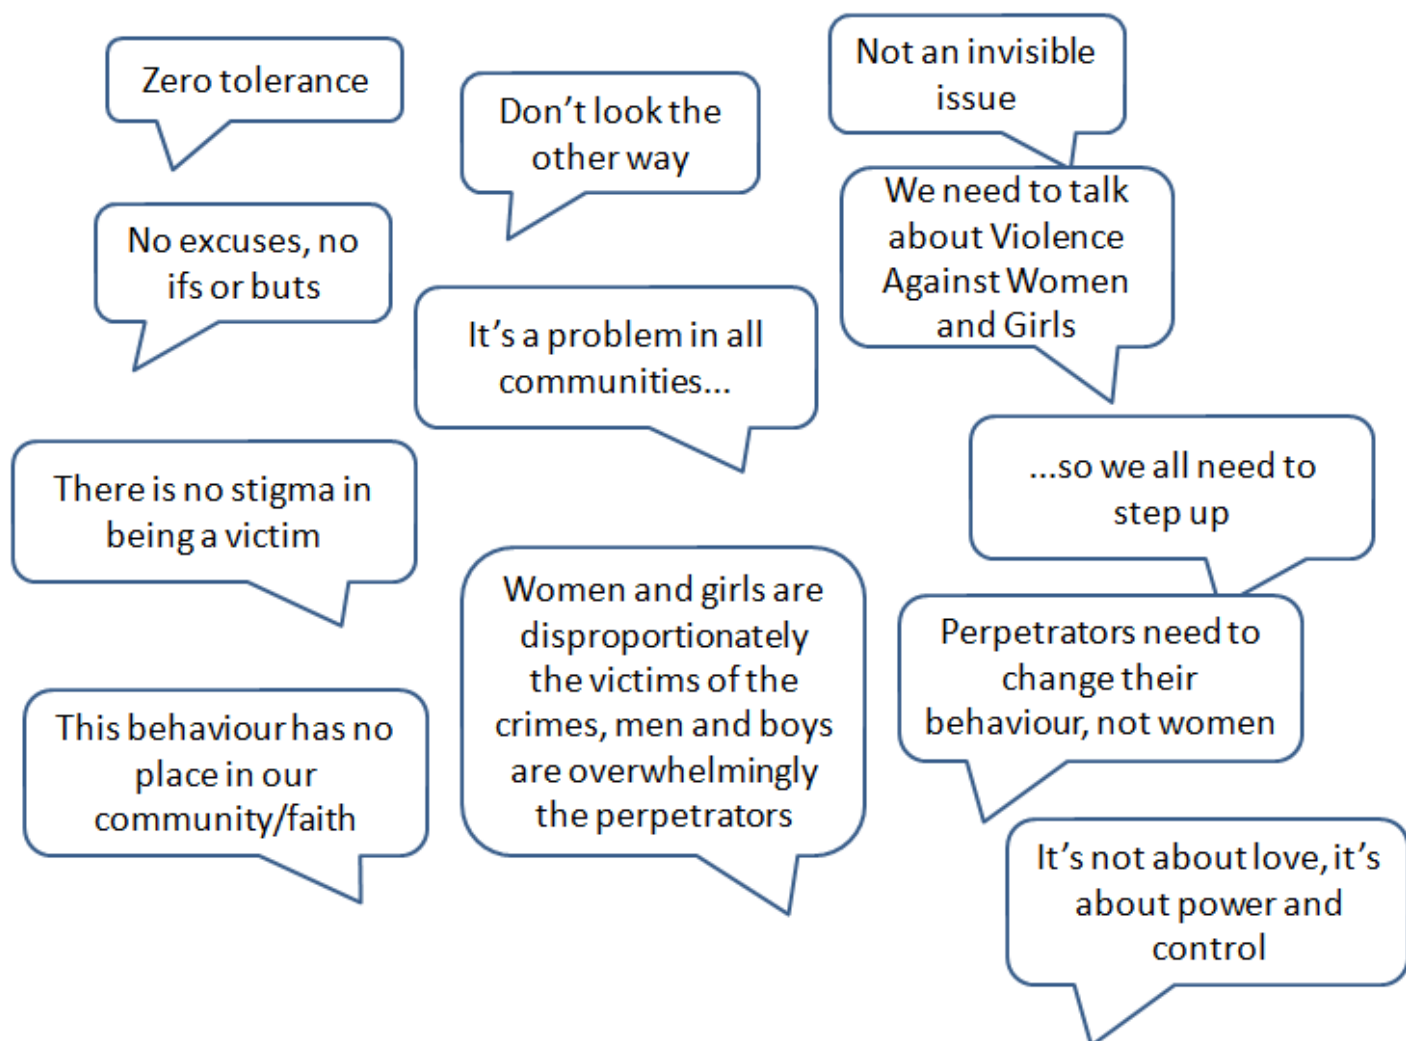 Zero tolerance
Don’t look the
other way
Not an invisible
issue
No excuses, no
ifs or buts
We need to talk
about Violence
Against Women
and Girls
It’s a problem in all
communities...
...so we all need to
step up
There is no stigma in
being a victim
Women and girls are
disproportionately
the victims of the
crimes, men and boys
are overwhelmingly
the perpetrators
Perpetrators need to
change their
behaviour, not women
This behaviour has no
place in our
community/faith
It’s not about love, it’s
about power and
control